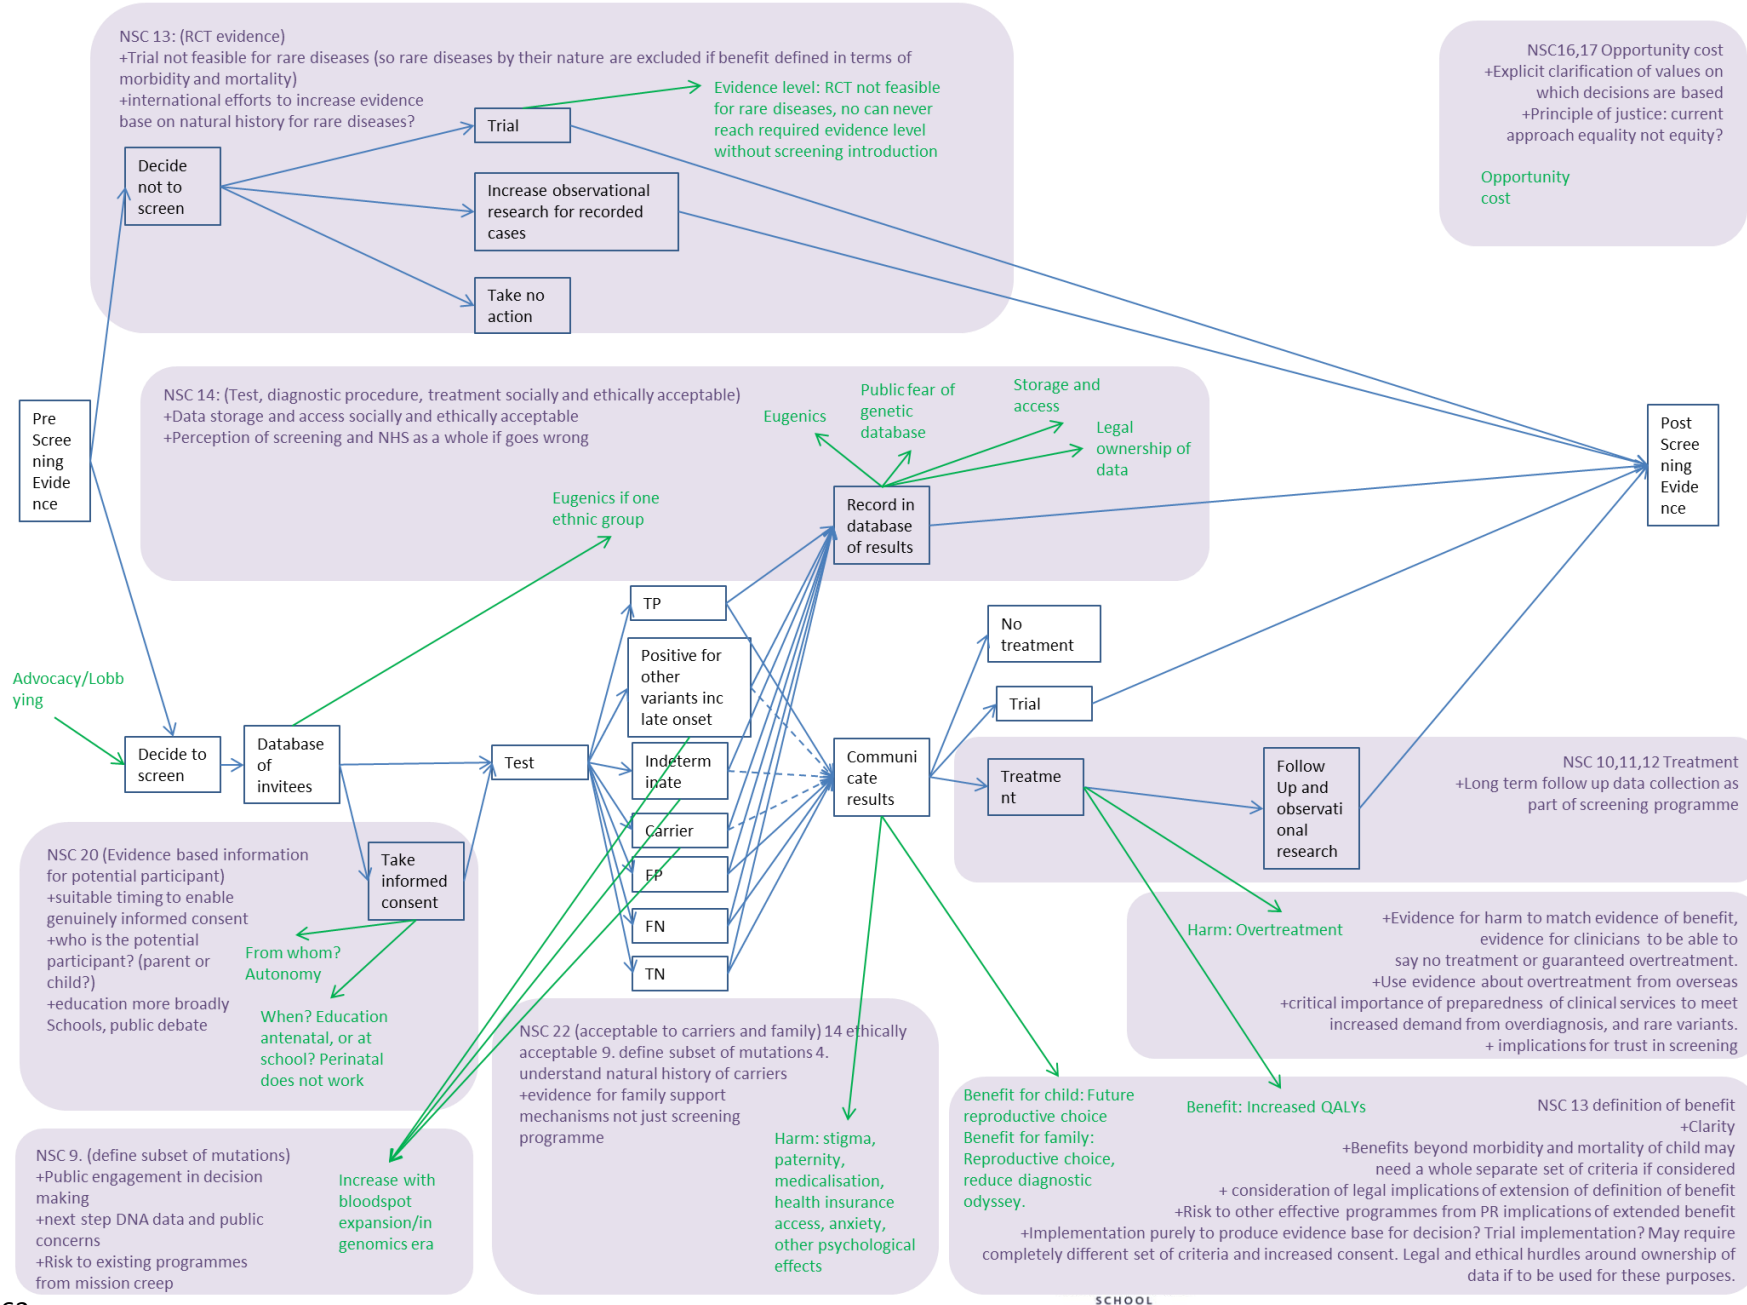 NSC 13: (RCT evidence)
+Trial not feasible for rare diseases (so rare diseases by their nature are excluded if benefit defined in terms of
morbidity and mortality)
+international efforts to increase evidence
base on natural history for rare diseases?
Evidence level: RCT not feasible
for rare diseases, no can never
reach required evidence level
without screening introduction
Trial
Decide
not to
screen
Increase observational
research for recorded
cases
Take no
action
NSC16,17 Opportunity cost
+Explicit clarification of values on
which decisions are based
+Principle of justice: current
approach equality not equity?
Opportunity
cost
Pre
Scree
ning
Evide
nce
NSC 14: (Test, diagnostic procedure, treatment socially and ethically acceptable)
+Data storage and access socially and ethically acceptable
+Perception of screening and NHS as a whole if goes wrong
Eugenics
Public fear of
genetic
database
Storage and
access
Legal
ownership of
data
Eugenics if one
ethnic group
Record in
database
of results
Post
Scree
ning
Evide
nce
Advocacy/Lobb
ying
Decide to
screen
Database
of
invitees
Test
TP
Positive for
other
variants inc
late onset
Indeterm
inate
Carrier
FP
FN
TN
Communi
cate
results
No
treatment
Trial
Treatme
nt
Follow
Up and
observati
onal
research
NSC 10,11,12 Treatment
+Long term follow up data collection as
part of screening programme
NSC 20 (Evidence based information
for potential participant)
+suitable timing to enable
genuinely informed consent
+who is the potential
participant? (parent or
child?)
+education more broadly
Schools, public debate
Take
informed
consent
From whom?
Autonomy
When? Education
antenatal, or at
school? Perinatal
does not work
Harm: Overtreatment
+Evidence for harm to match evidence of benefit,
evidence for clinicians to be able to
say no treatment or guaranteed overtreatment.
+Use evidence about overtreatment from overseas
+critical importance of preparedness of clinical services to meet
increased demand from overdiagnosis, and rare variants.
+ implications for trust in screening
NSC 22 (acceptable to carriers and family) 14 ethically
acceptable 9. define subset of mutations 4.
understand natural history of carriers
+evidence for family support
mechanisms not just screening
programme
Harm: stigma,
paternity,
medicalisation,
health insurance
access, anxiety,
other psychological
effects
NSC 9. (define subset of mutations)
+Public engagement in decision
making
+next step DNA data and public
concerns
+Risk to existing programmes
from mission creep
Increase with
bloodspot
expansion/in
genomics era
Benefit for child: Future
reproductive choice
Benefit for family:
Reproductive choice,
reduce diagnostic
odyssey.
Benefit: Increased QALYs
NSC 13 definition of benefit
+Clarity
+Benefits beyond morbidity and mortality of child may
need a whole separate set of criteria if considered
+ consideration of legal implications of extension of definition of benefit
+Risk to other effective programmes from PR implications of extended benefit
+Implementation purely to produce evidence base for decision? Trial implementation? May require
completely different set of criteria and increased consent. Legal and ethical hurdles around ownership of
data if to be used for these purposes.
SCHOOL